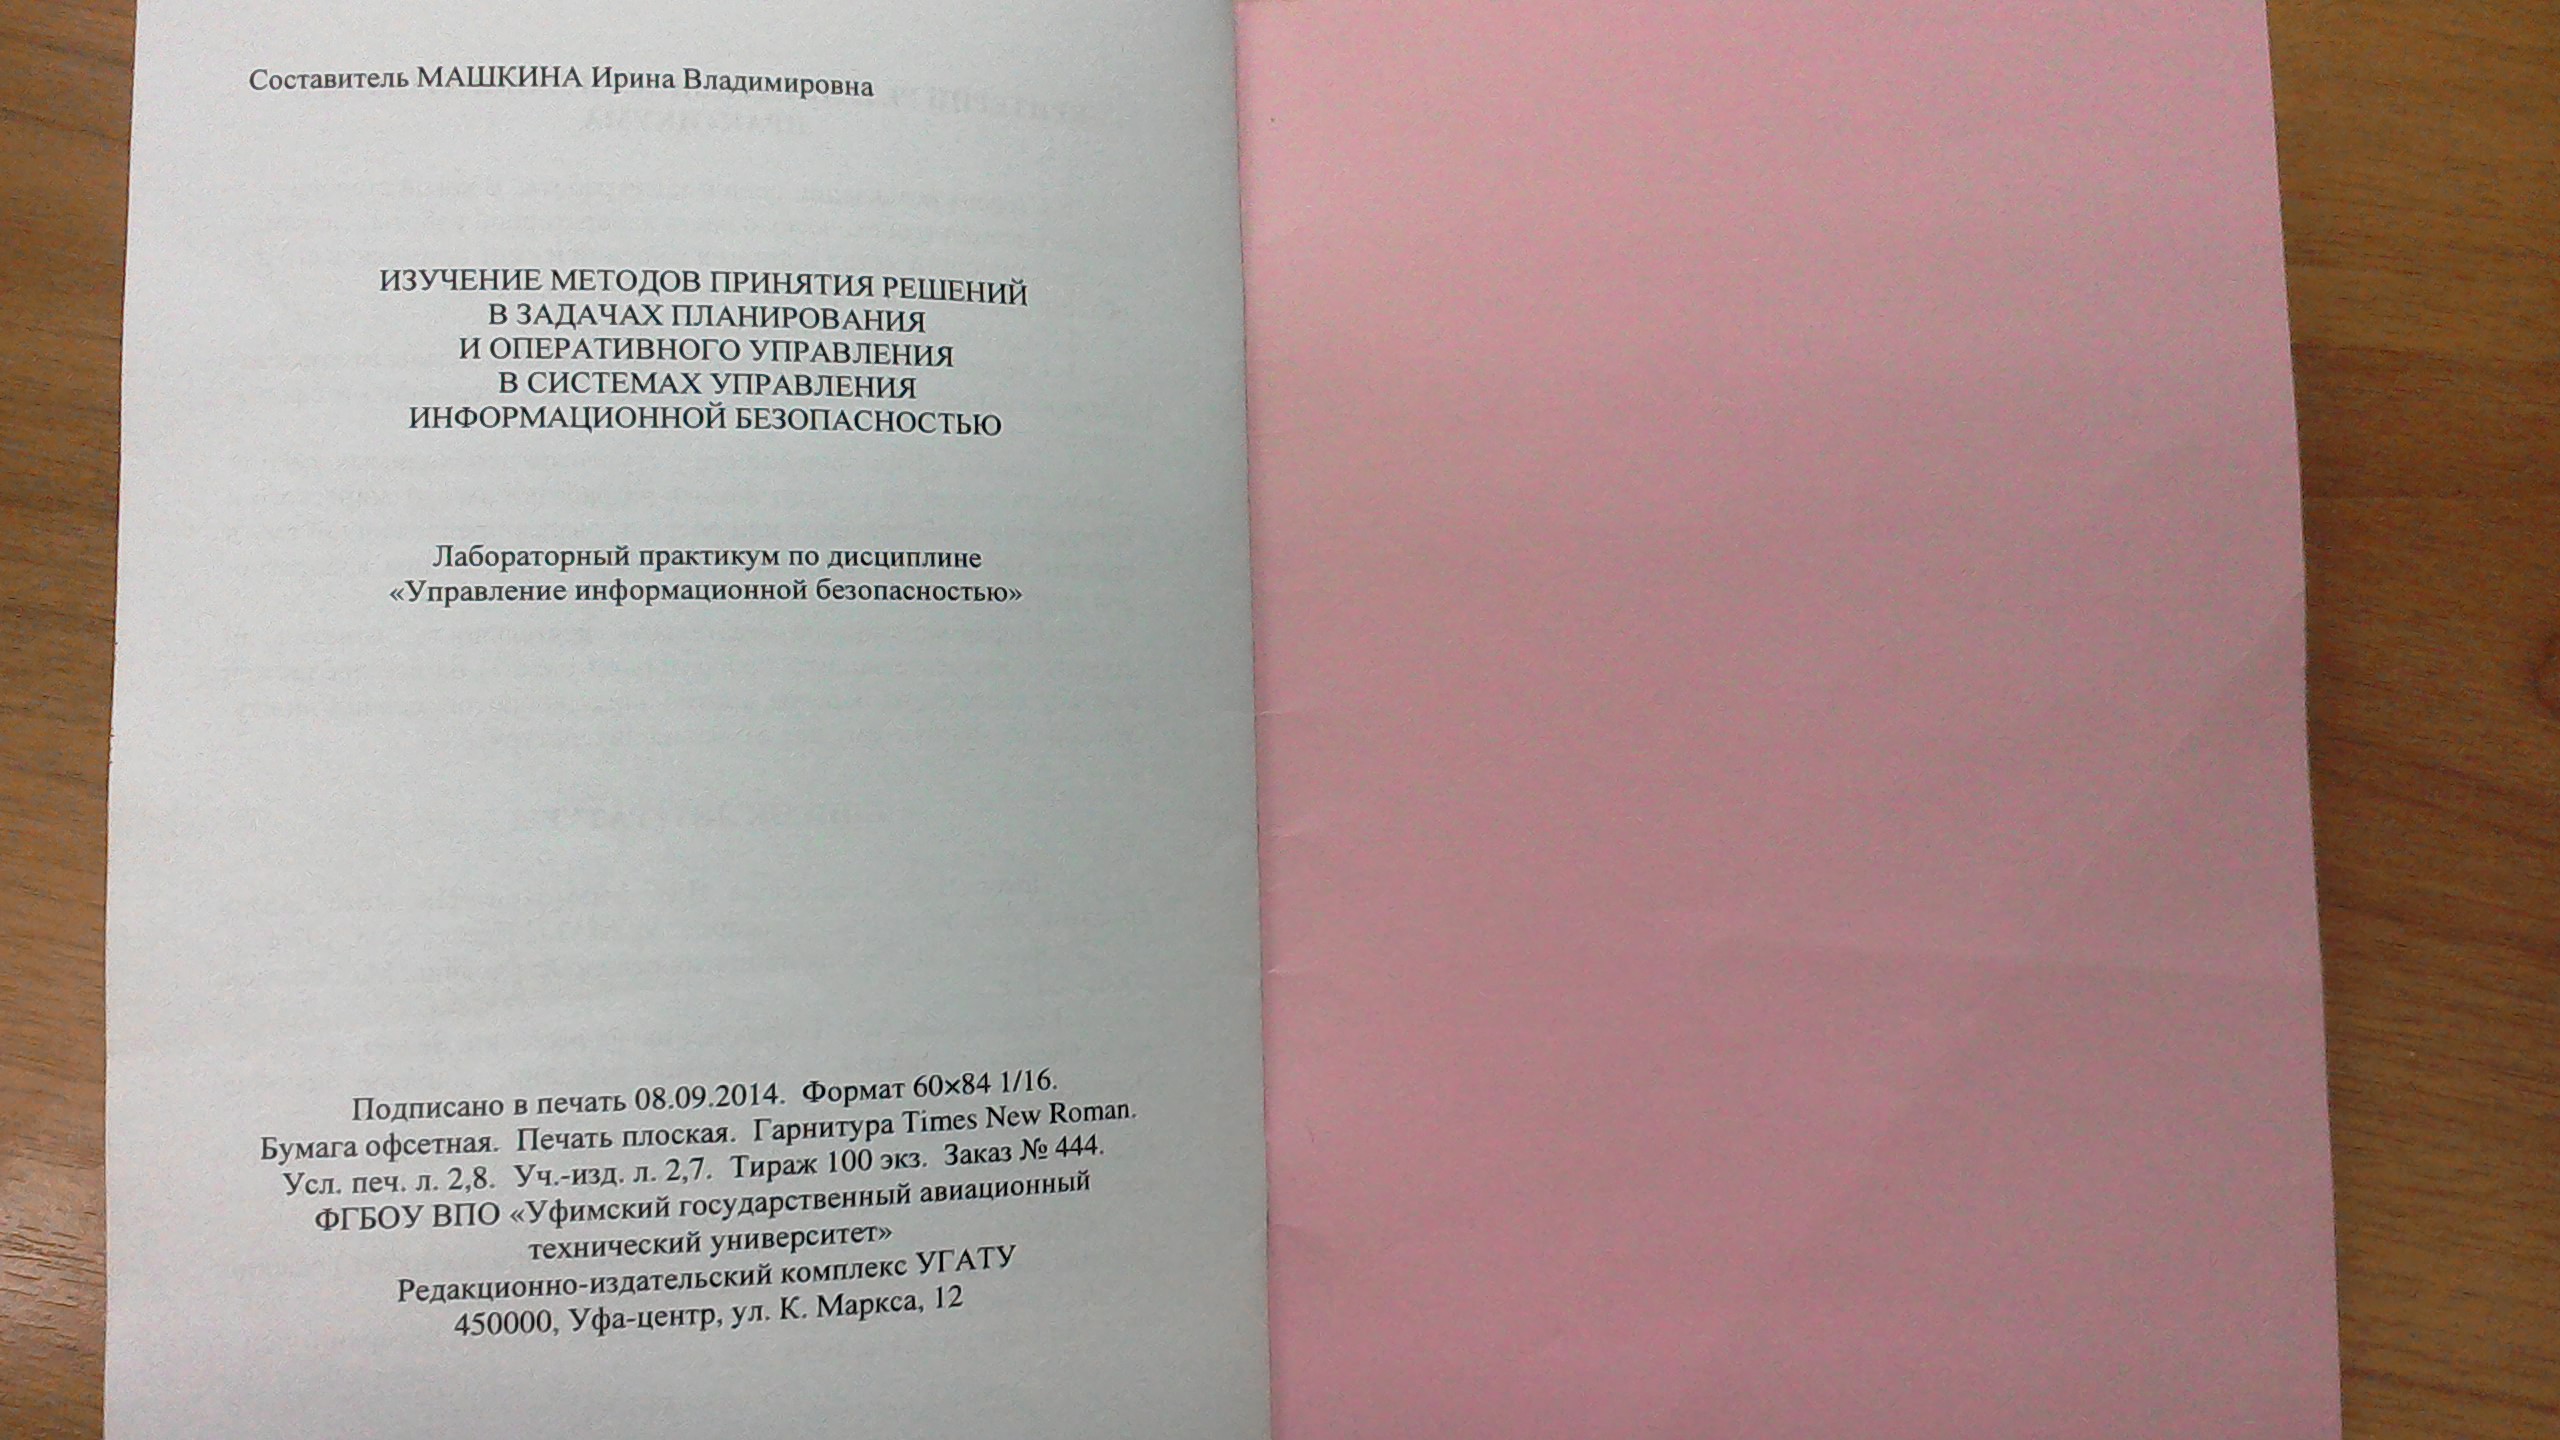 Составитель МАШКИНА Ирина Владимировна
ИЗУЧЕНИЕ МЕТОДОВ ПРИНЯТИЯ РЕШЕНИЙ
В ЗАДАЧАХ ПЛАНИРОВАНИЯ
И ОПЕРАТИВНОГО УПРАВЛЕНИЯ
В СИСТЕМАХ УПРАВЛЕНИЯ
ИНФОРМАЦИОННОЙ БЕЗОПАСНОСТЬЮ
Лабораторный практикум по дисциплине
«Управление информационной безопасностью»
Подписано в печать 08.09.2014. Формат 60×84 1/16.
Бумага офсетная. Печать плоская. Гарнитура Times New Roman.
Усл. печ. л. 2,8. Уч.-изд. л. 2,7. Тираж 100 экз. Заказ № 444.
ФГБОУ ВПО «Уфимский государственный авиационный
технический университет»
Редакционно-издательский комплекс УГАТУ
450000, Уфа-центр, ул. К. Маркса, 12